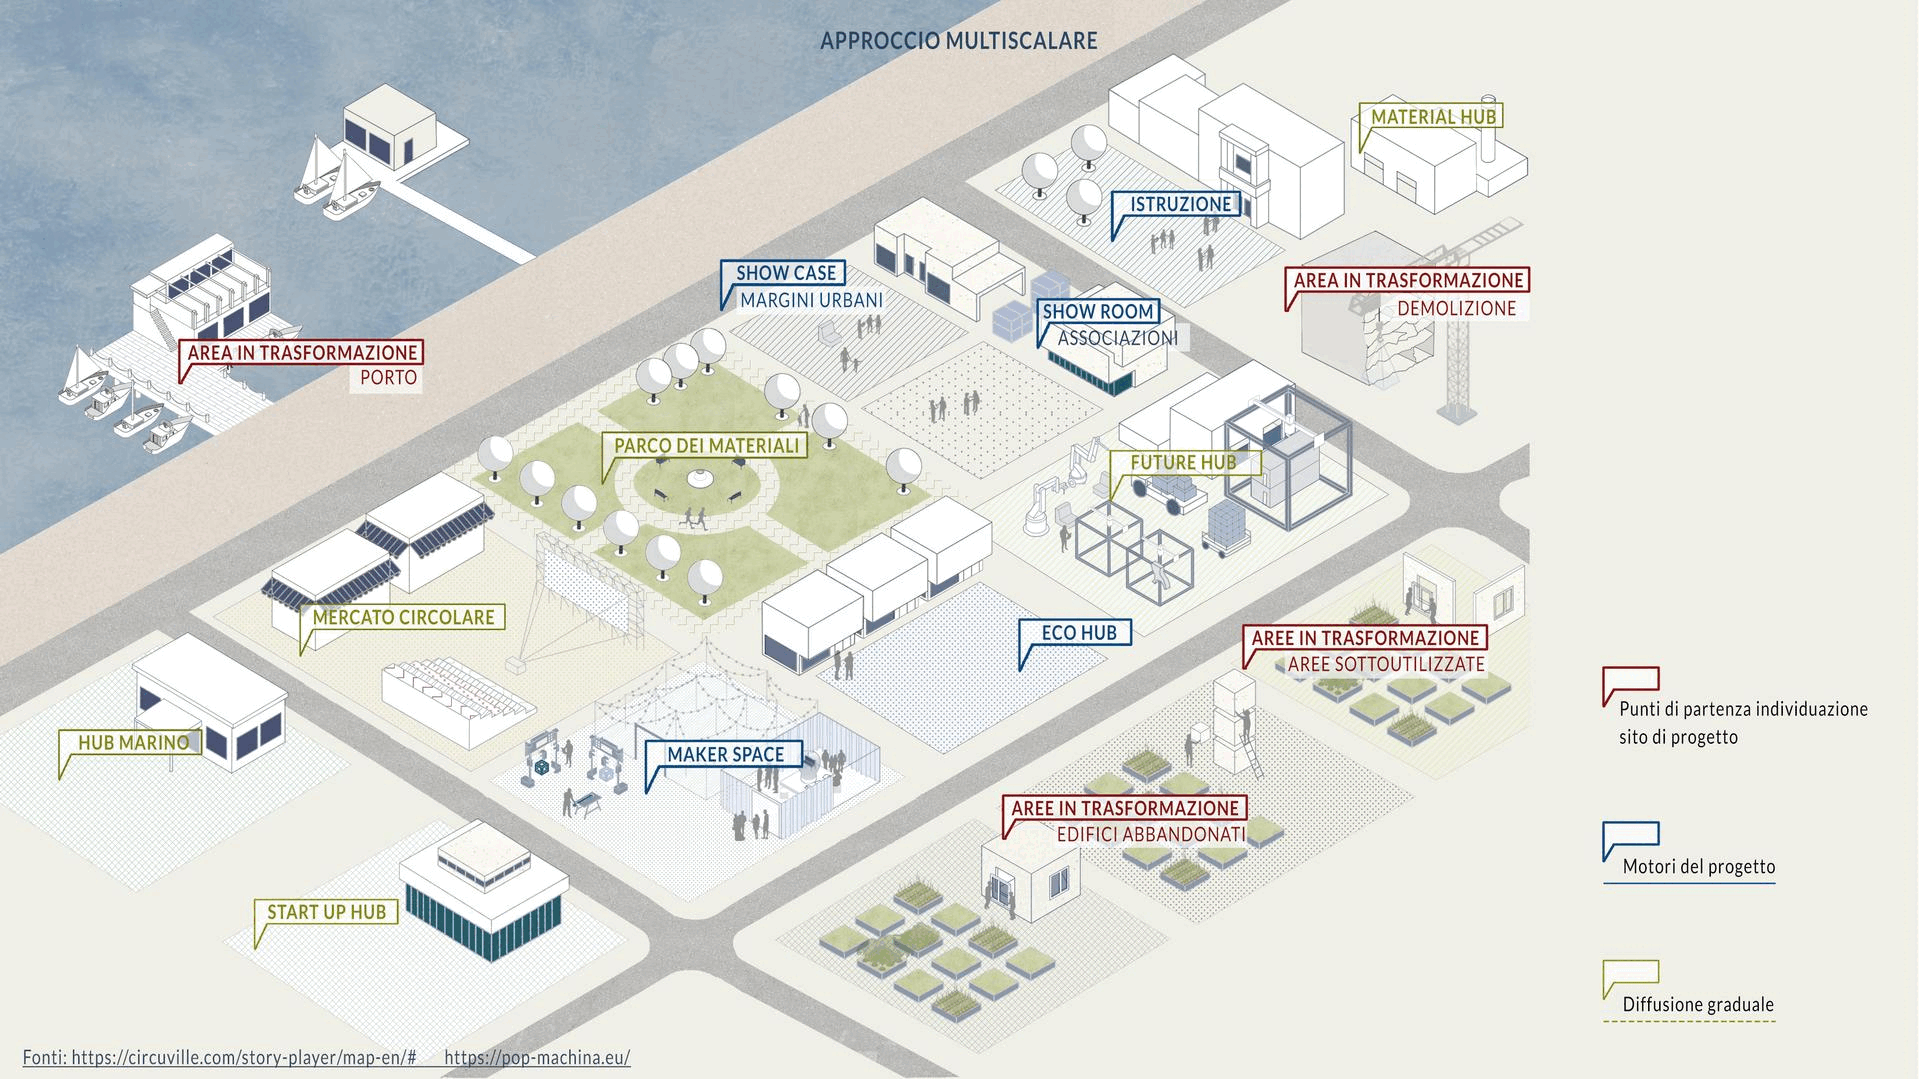 APPROCCIO MULTISCALARE
MATERIAL HUB
ISTRUZIONE
SHOW CASE
MARGINI URBANI
AREA IN TRASFORMAZIONE
DEMOLIZIONE
SHOW ROOM
ASSOCIAZIONI
AREA IN TRASFORMAZIONE
PORTO
PARCO DEI MATERIALI
FUTURE HUB
MERCATO CIRCOLARE
ECO HUB
AREE IN TRASFORMAZIONE
AREE SOTTOUTILIZZATE
HUB MARINO
MAKER SPACE
AREE IN TRASFORMAZIONE
EDIFICI ABBANDONATI
START UP HUB
Punti di partenza individuazione
sito di progetto
Motori del progetto
Diffusione graduale
Fonti: https://circuville.com/story-player/map-en/# https://pop-machina.eu/